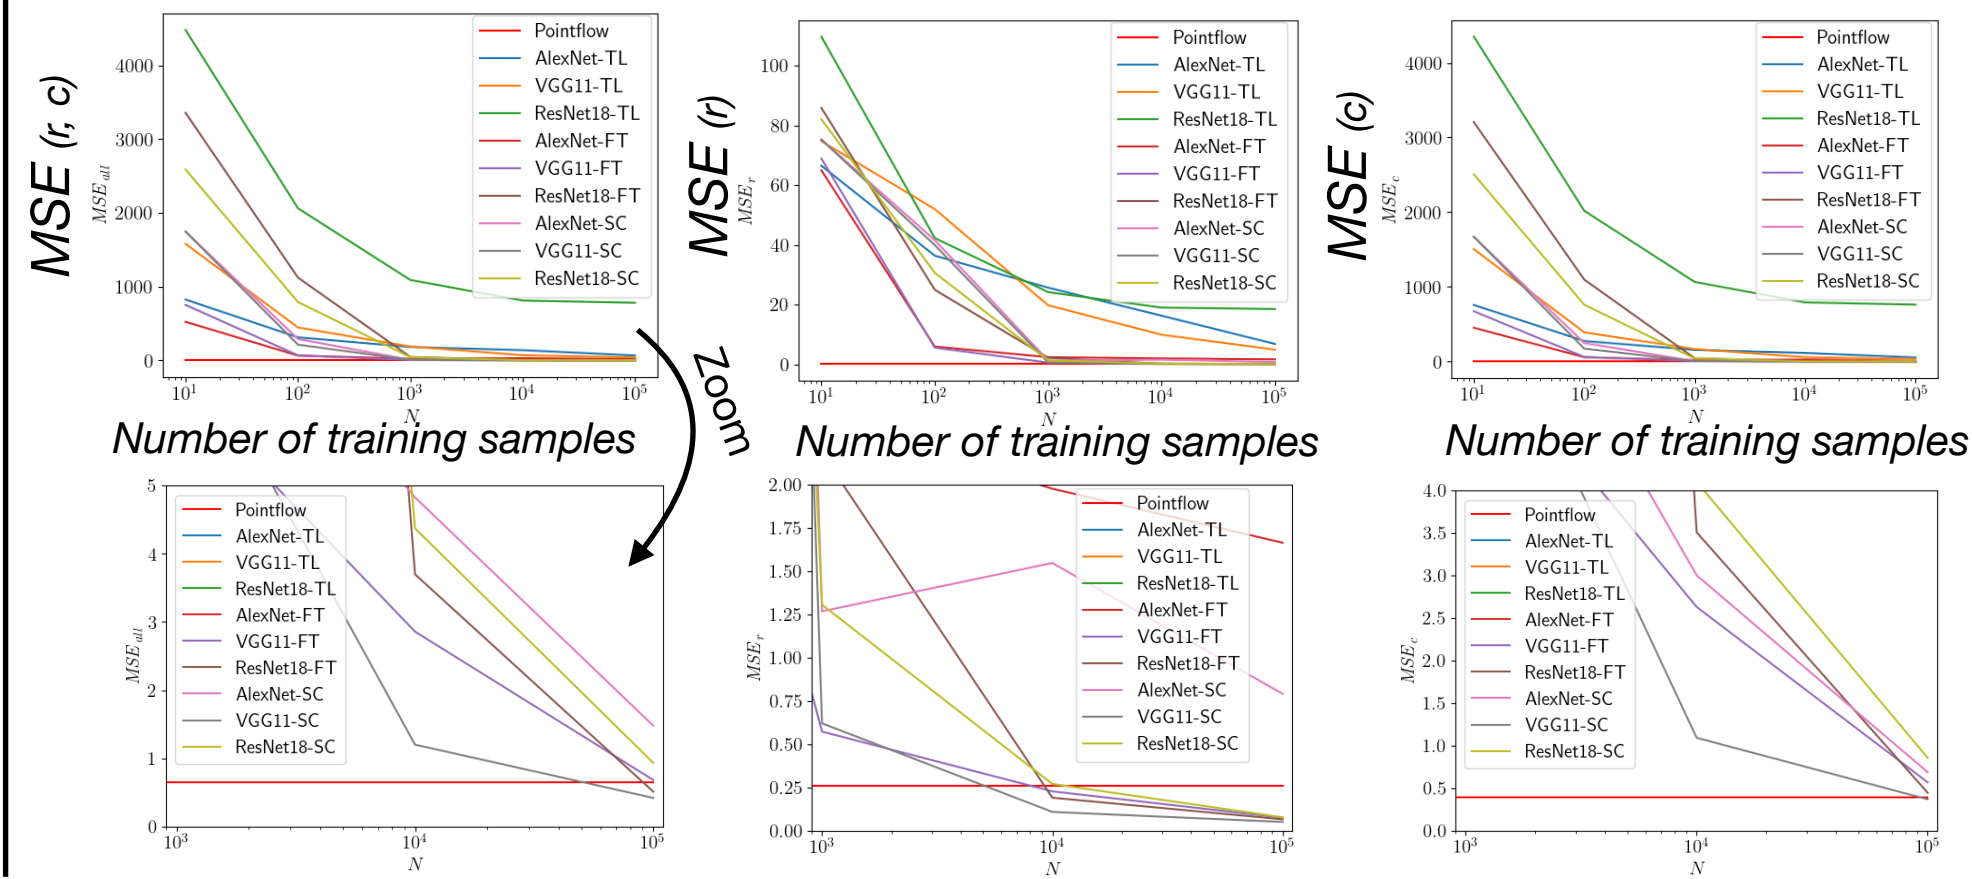 MSE (r, c)
MSE_all
4000
3000
2000
1000
0
10¹
10²
10³
10⁴
10⁵
N
Pointflow
AlexNet-TL
VGG11-TL
ResNet18-TL
AlexNet-FT
VGG11-FT
ResNet18-FT
AlexNet-SC
VGG11-SC
ResNet18-SC
Number of training samples
MSE (r)
MSE_r
100
80
60
40
20
0
10¹
10²
10³
10⁴
10⁵
N
Pointflow
AlexNet-TL
VGG11-TL
ResNet18-TL
AlexNet-FT
VGG11-FT
ResNet18-FT
AlexNet-SC
VGG11-SC
ResNet18-SC
Number of training samples
MSE (c)
MSE_c
4000
3000
2000
1000
0
10¹
10²
10³
10⁴
10⁵
N
Pointflow
AlexNet-TL
VGG11-TL
ResNet18-TL
AlexNet-FT
VGG11-FT
ResNet18-FT
AlexNet-SC
VGG11-SC
ResNet18-SC
Number of training samples
Zoom
MSE_all
5
4
3
2
1
0
10³
10⁴
10⁵
N
Pointflow
AlexNet-TL
VGG11-TL
ResNet18-TL
AlexNet-FT
VGG11-FT
ResNet18-FT
AlexNet-SC
VGG11-SC
ResNet18-SC
MSE_r
2.00
1.75
1.50
1.25
1.00
0.75
0.50
0.25
0.00
10³
10⁴
10⁵
N
Pointflow
AlexNet-TL
VGG11-TL
ResNet18-TL
AlexNet-FT
VGG11-FT
ResNet18-FT
AlexNet-SC
VGG11-SC
ResNet18-SC
MSE_c
4.0
3.5
3.0
2.5
2.0
1.5
1.0
0.5
0.0
10³
10⁴
10⁵
N
Pointflow
AlexNet-TL
VGG11-TL
ResNet18-TL
AlexNet-FT
VGG11-FT
ResNet18-FT
AlexNet-SC
VGG11-SC
ResNet18-SC